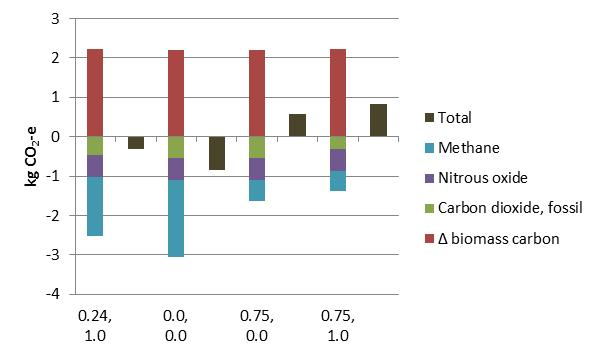 3
2
1
0
-1
-2
-3
-4
kg CO₂-e
0.24,
1.0
0.0,
0.0
0.75,
0.0
0.75,
1.0
Total
Methane
Nitrous oxide
Carbon dioxide, fossil
Δ biomass carbon